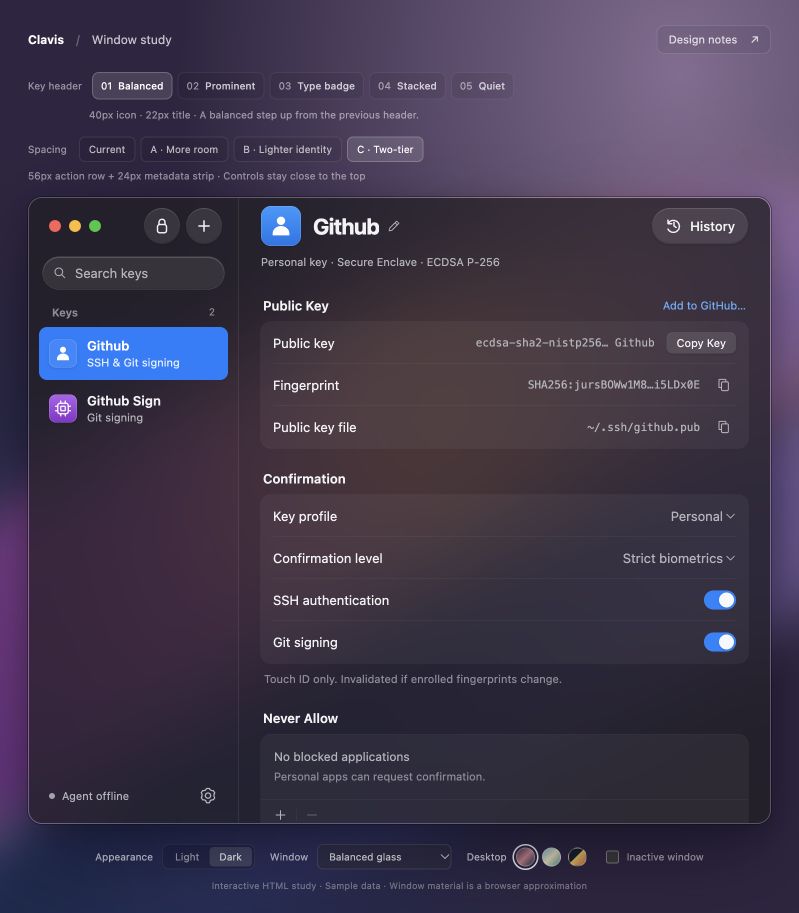 Clavis / Window study
Design notes
Key header 01 Balanced 02 Prominent 03 Type badge 04 Stacked 05 Quiet
40px icon · 22px title · A balanced step up from the previous header.
Spacing Current A · More room B · Lighter identity C · Two-tier
56px action row + 24px metadata strip · Controls stay close to the top
Search keys
Keys 2
Github
SSH & Git signing
Github Sign
Git signing
Agent offline
Github
History
Personal key · Secure Enclave · ECDSA P-256
Public Key Add to GitHub…
Public key ecdsa-sha2-nistp256… Github Copy Key
Fingerprint SHA256:jursBOWw1M8…i5LDx0E
Public key file ~/.ssh/github.pub
Confirmation
Key profile Personal
Confirmation level Strict biometrics
SSH authentication
Git signing
Touch ID only. Invalidated if enrolled fingerprints change.
Never Allow
No blocked applications
Personal apps can request confirmation.
Appearance Light Dark Window Balanced glass Desktop Inactive window
Interactive HTML study · Sample data · Window material is a browser approximation